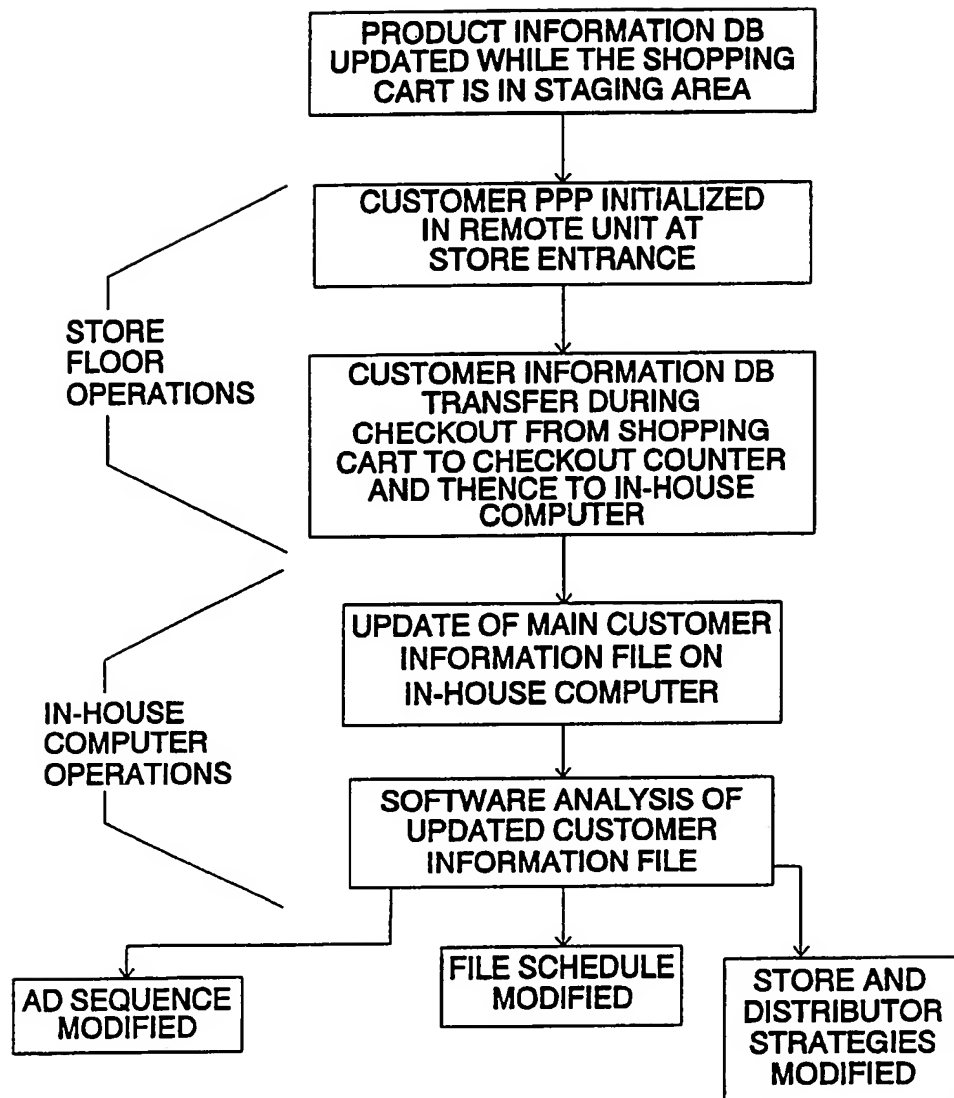 PRODUCT INFORMATION DB
UPDATED WHILE THE SHOPPING
CART IS IN STAGING AREA
CUSTOMER PPP INITIALIZED
IN REMOTE UNIT AT
STORE ENTRANCE
STORE
FLOOR
OPERATIONS
CUSTOMER INFORMATION DB
TRANSFER DURING
CHECKOUT FROM SHOPPING
CART TO CHECKOUT COUNTER
AND THENCE TO IN-HOUSE
COMPUTER
UPDATE OF MAIN CUSTOMER
INFORMATION FILE ON
IN-HOUSE COMPUTER
IN-HOUSE
COMPUTER
OPERATIONS
SOFTWARE ANALYSIS OF
UPDATED CUSTOMER
INFORMATION FILE
AD SEQUENCE
MODIFIED
FILE SCHEDULE
MODIFIED
STORE AND
DISTRIBUTOR
STRATEGIES
MODIFIED